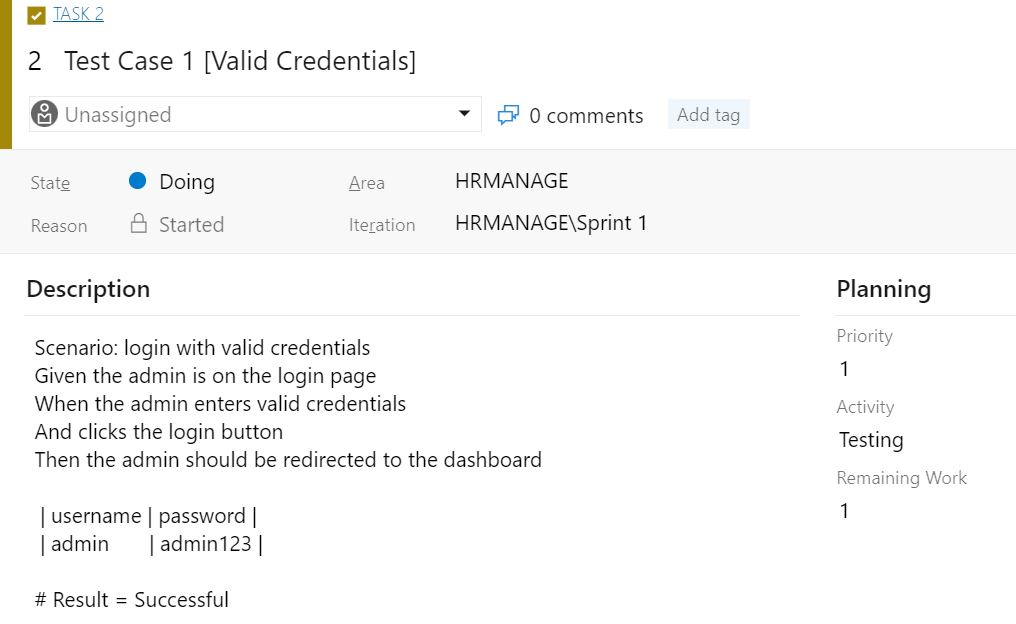 TASK 2
2 Test Case 1 [Valid Credentials]
Unassigned
0 comments
Add tag
State
Doing
Area
HRMANAGE
Reason
Started
Iteration
HRMANAGE\Sprint 1
Description
Scenario: login with valid credentials
Given the admin is on the login page
When the admin enters valid credentials
And clicks the login button
Then the admin should be redirected to the dashboard
| username | password |
| admin | admin123 |
# Result = Successful
Planning
Priority
1
Activity
Testing
Remaining Work
1